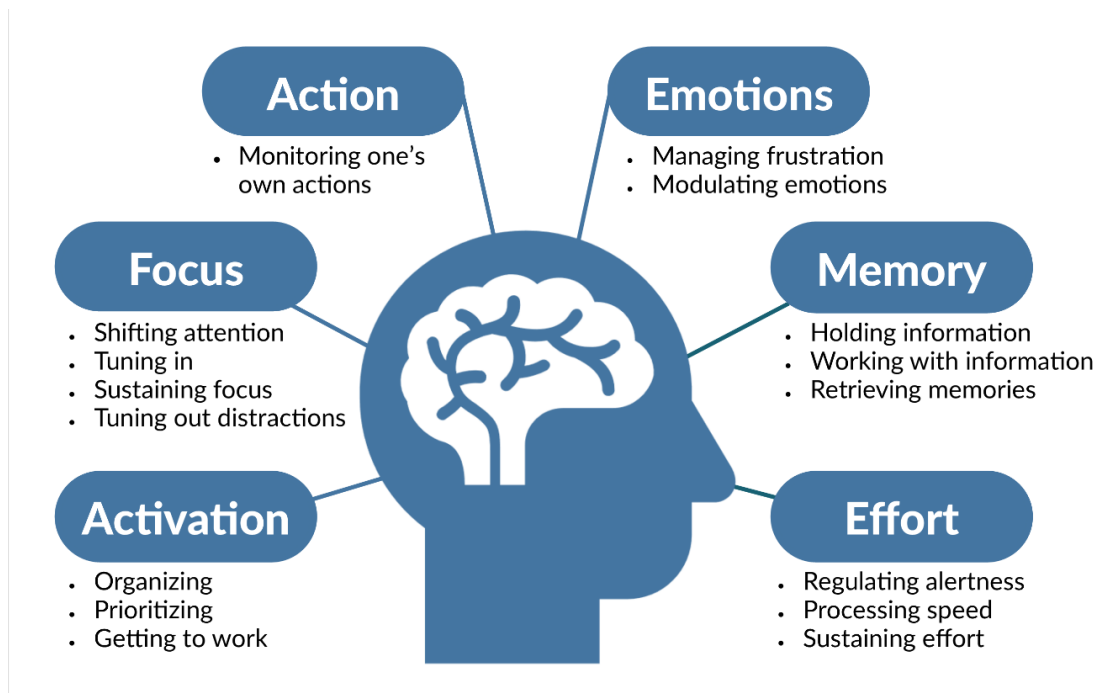 Action
• Monitoring one’s
own actions
Emotions
• Managing frustration
• Modulating emotions
Focus
• Shifting attention
• Tuning in
• Sustaining focus
• Tuning out distractions
Memory
• Holding information
• Working with information
• Retrieving memories
Activation
• Organizing
• Prioritizing
• Getting to work
Effort
• Regulating alertness
• Processing speed
• Sustaining effort